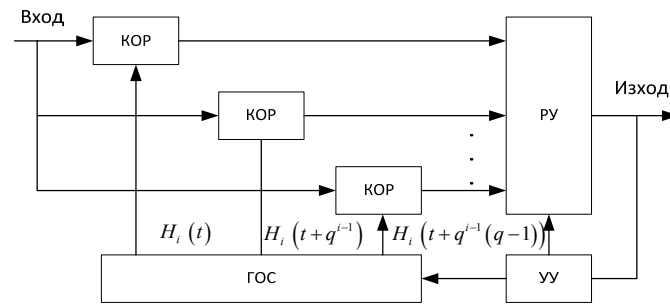 Вход
КОР
КОР
КОР
РУ
Изход
H_i (t)
H_i (t+q^{i−1})
H_i (t+q^{i−1}(q−1))
ГОС
УУ